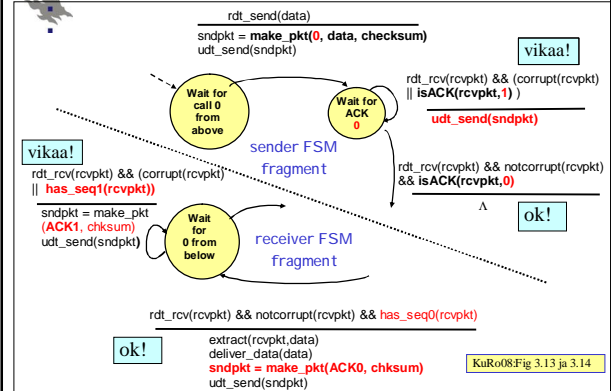 rdt_send(data)
sndpkt = make_pkt(0, data, checksum)
udt_send(sndpkt)
vikaa!
rdt_rcv(rcvpkt) && (corrupt(rcvpkt)
|| isACK(rcvpkt,1) )
udt_send(sndpkt)
Wait for
call 0
from
above
Wait for
ACK
0
sender FSM
fragment
vikaa!
rdt_rcv(rcvpkt) && (corrupt(rcvpkt)
|| has_seq1(rcvpkt))
sndpkt = make_pkt
(ACK1, chksum)
udt_send(sndpkt)
rdt_rcv(rcvpkt) && notcorrupt(rcvpkt)
&& isACK(rcvpkt,0)
Λ
ok!
Wait
for
0 from
below
receiver FSM
fragment
rdt_rcv(rcvpkt) && notcorrupt(rcvpkt) && has_seq0(rcvpkt)
ok!
extract(rcvpkt,data)
deliver_data(data)
sndpkt = make_pkt(ACK0, chksum)
udt_send(sndpkt)
KuRo08:Fig 3.13 ja 3.14